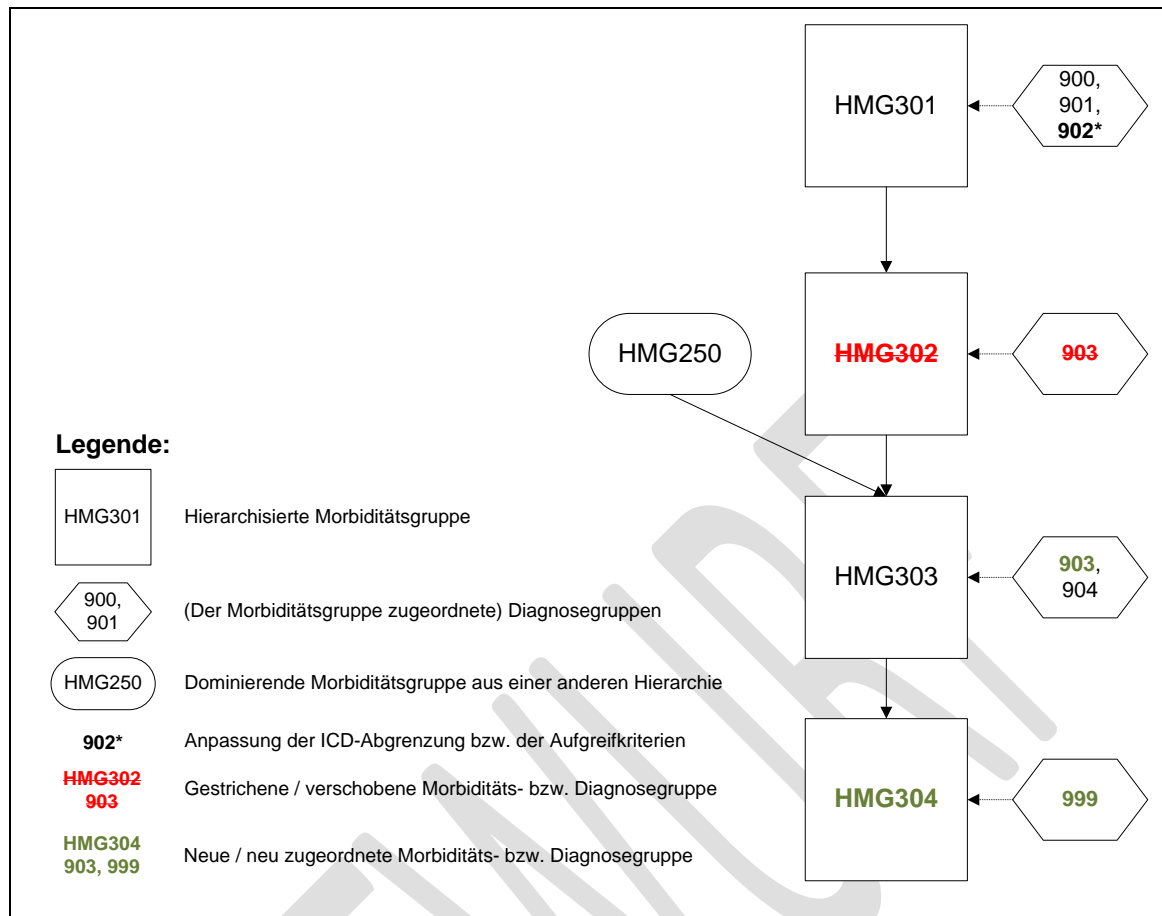 HMG301
900,
901,
902*
HMG250
HMG302
903
Legende:
HMG301
Hierarchisierte Morbiditätsgruppe
HMG303
903,
904
900,
901
(Der Morbiditätsgruppe zugeordnete) Diagnosegruppen
HMG250
Dominierende Morbiditätsgruppe aus einer anderen Hierarchie
902*
Anpassung der ICD-Abgrenzung bzw. der Aufgreifkriterien
HMG302
903
Gestrichene / verschobene Morbiditäts- bzw. Diagnosegruppe
HMG304
999
HMG304
903, 999
Neue / neu zugeordnete Morbiditäts- bzw. Diagnosegruppe